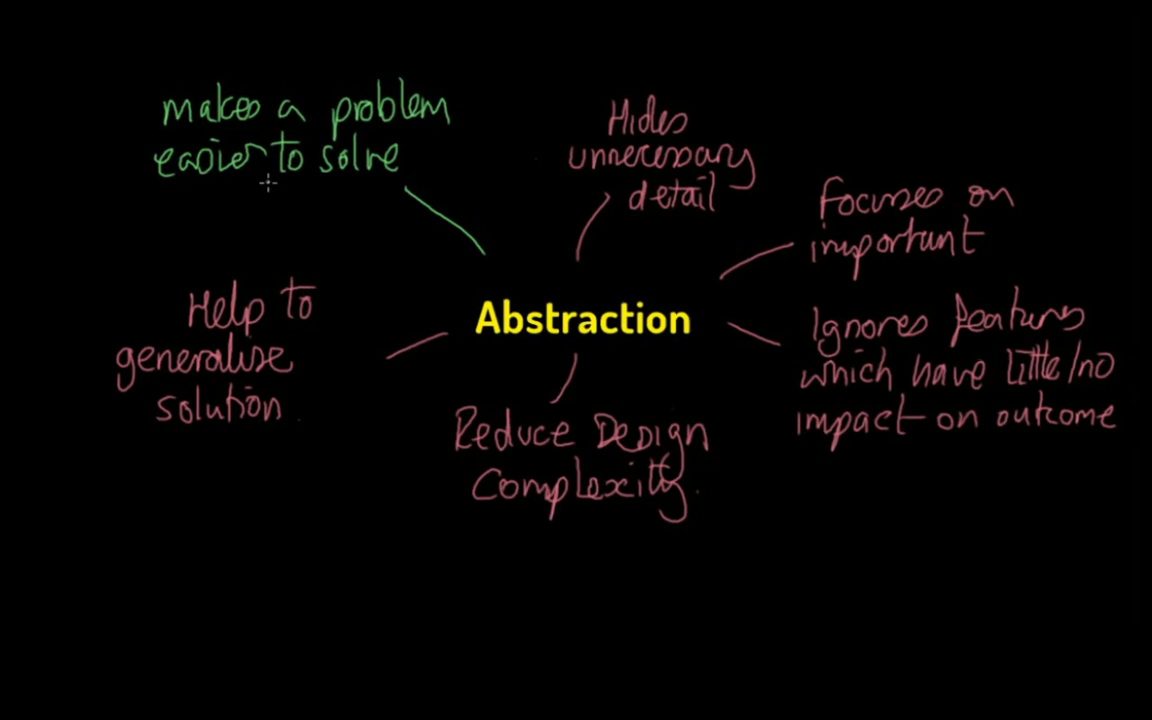 makes a problem
easier to solve
Hides
unnecessary
detail
Focuses on
important
Abstraction
Ignores features
which have little/no
impact on outcome
Help to
generalise
solution
Reduce Design
Complexity.